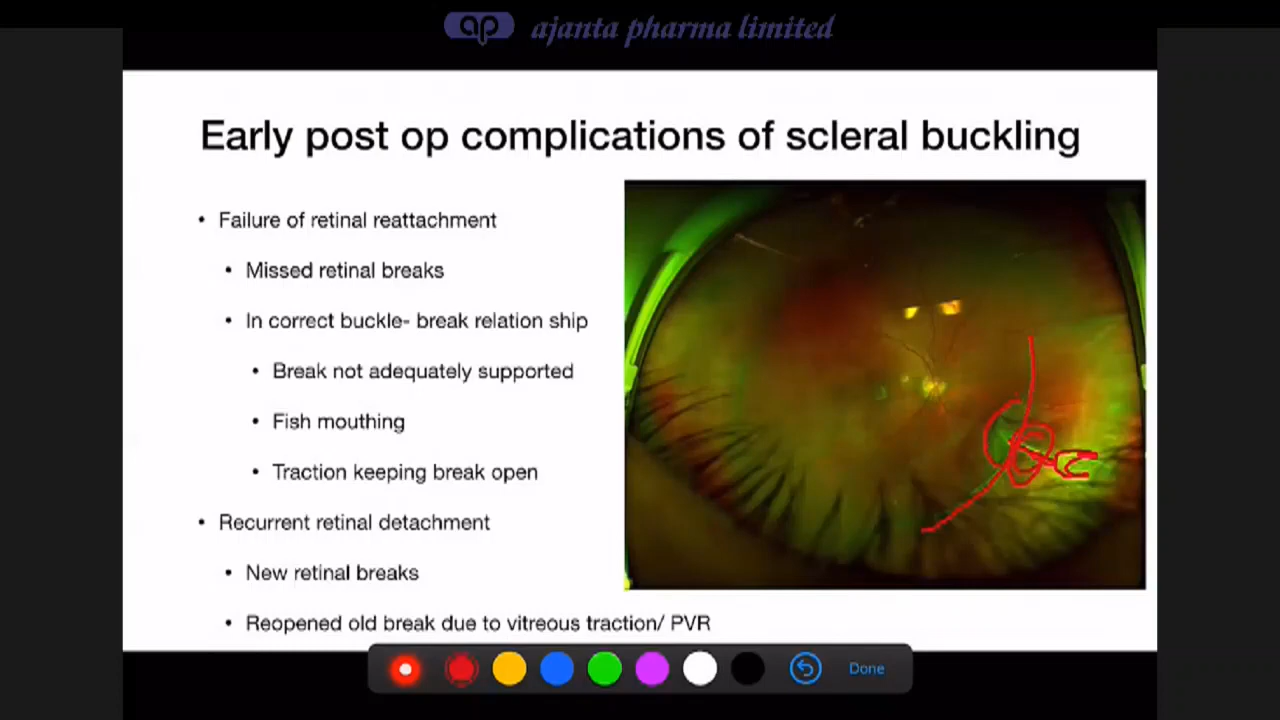 ap ajanta pharma limited
Early post op complications of scleral buckling
• Failure of retinal reattachment
• Missed retinal breaks
• In correct buckle- break relation ship
• Break not adequately supported
• Fish mouthing
• Traction keeping break open
• Recurrent retinal detachment
• New retinal breaks
• Reopened old break due to vitreous traction/ PVR
Done